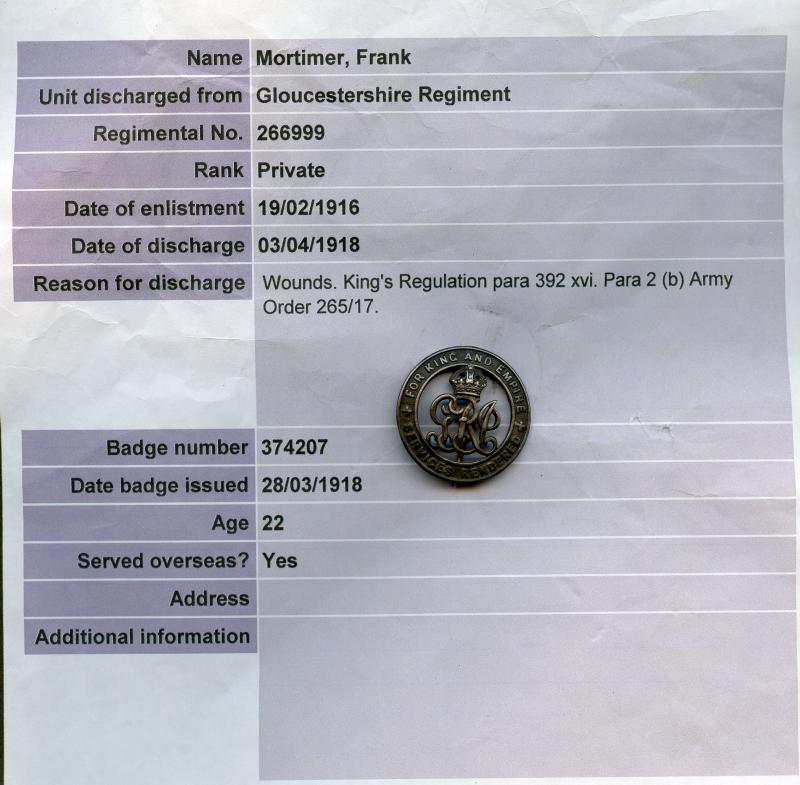 Name Mortimer, Frank
Unit discharged from Gloucestershire Regiment
Regimental No. 266999
Rank Private
Date of enlistment 19/02/1916
Date of discharge 03/04/1918
Reason for discharge Wounds. King's Regulation para 392 xvi. Para 2 (b) Army
Order 265/17.
FOR KING AND EMPIRE
SERVICES RENDERED
Badge number 374207
Date badge issued 28/03/1918
Age 22
Served overseas? Yes
Address
Additional information